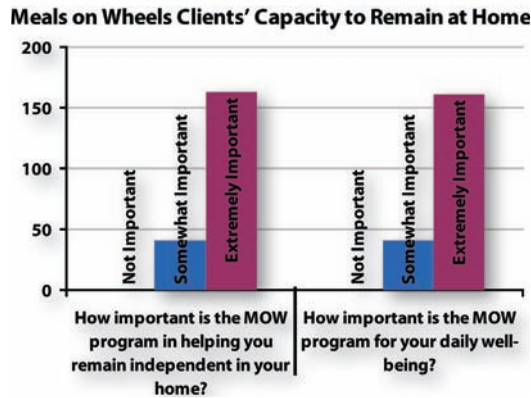 Meals on Wheels Clients' Capacity to Remain at Home
200
150
100
50
0
Not Important
Somewhat Important
Extremely Important
Not Important
Somewhat Important
Extremely Important
How important is the MOW
program in helping you
remain independent in your
home?
How important is the MOW
program for your daily well-
being?